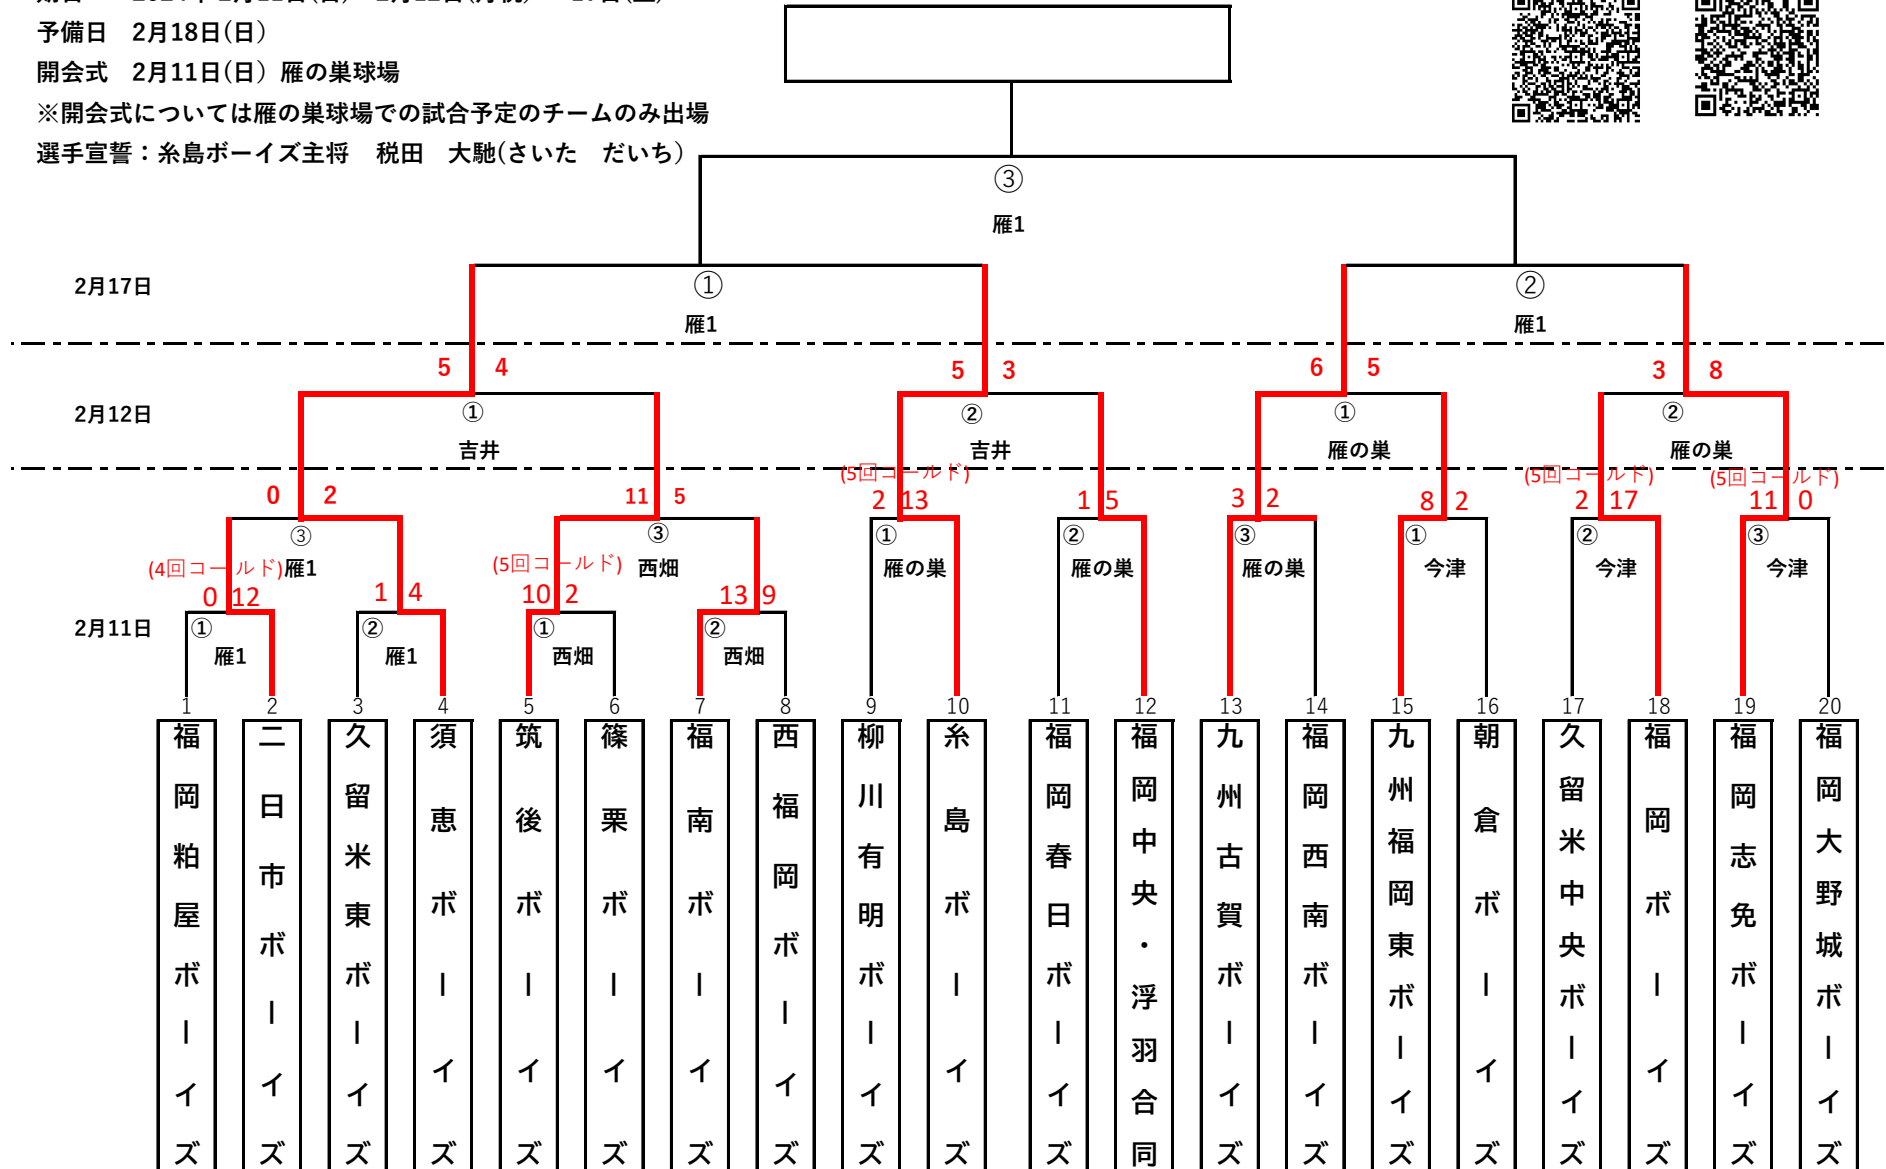 予備日　2月18日(日)
開会式　2月11日(日) 雁の巣球場
※開会式については雁の巣球場での試合予定のチームのみ出場
選手宣誓：糸島ボーイズ主将　税田　大馳(さいた　だいち)
③
雁1
2月17日
①
雁1
②
雁1
5 4
5 3
6 5
3 8
2月12日
①
吉井
②
吉井
①
雁の巣
②
雁の巣
0 2
③
雁1
11 5
③
西畑
(5回コールド)
2 13
①
雁の巣
1 5
②
雁の巣
3 2
③
雁の巣
8 2
①
今津
(5回コールド)
2 17
②
今津
(5回コールド)
11 0
③
今津
2月11日
(4回コールド)
0 12
①
雁1
1 4
②
雁1
(5回コールド)
10 2
①
西畑
13 9
②
西畑
1 2 3 4 5 6 7 8 9 10 11 12 13 14 15 16 17 18 19 20
福岡粕屋ボーイズ
二日市ボーイズ
久留米東ボーイズ
須恵ボーイズ
筑後ボーイズ
篠栗ボーイズ
福南ボーイズ
西福岡ボーイズ
柳川有明ボーイズ
糸島ボーイズ
福岡春日ボーイズ
福岡中央・浮羽合同
九州古賀ボーイズ
福岡西南ボーイズ
九州福岡東ボーイズ
朝倉ボーイズ
久留米中央ボーイズ
福岡ボーイズ
福岡志免ボーイズ
福岡大野城ボーイズ